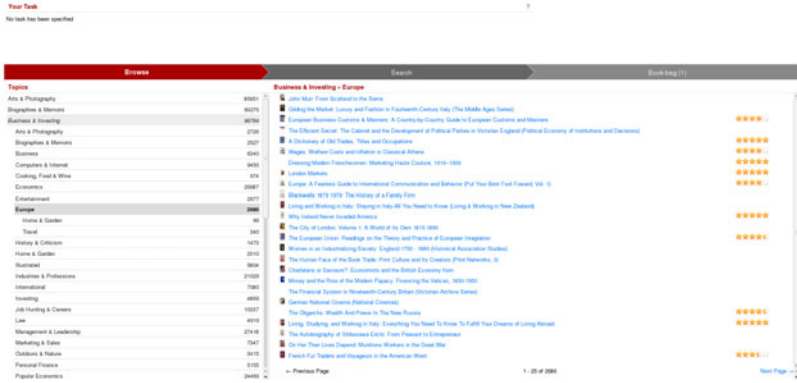 Your Task
?
No task has been specified
Browse
Search
Book-bag (1)
Topics
Arts & Photography
Biographies & Memoirs
Business & Investing
Arts & Photography
Biographies & Memoirs
Business
Computers & Internet
Cooking, Food & Wine
Economics
Entertainment
Europe
Home & Garden
Travel
History & Criticism
Home & Garden
Illustrated
Industries & Professions
International
Investing
Job Hunting & Careers
Law
Management & Leadership
Marketing & Sales
Outdoors & Nature
Personal Finance
Popular Economics
Business & Investing » Europe
John Muir: From Scotland to the Sierra
Gilding the Market: Luxury and Fashion in Fourteenth-Century Italy (The Middle Ages Series)
European Business Customs & Manners: A Country-by-Country Guide to European Customs and Manners
The Efficient Secret: The Cabinet and the Development of Political Parties in Victorian England (Political Economy of Institutions and Decisions)
A Dictionary of Old Trades, Titles and Occupations
Wages, Welfare Costs and Inflation in Classical Athens
Dressing Modern Frenchwomen: Marketing Haute Couture, 1919-1939
London Markets
Europe: A Fearless Guide to International Communication and Behavior (Put Your Best Foot Forward, Vol. 1)
Blackwells 1879 1979: The History of a Family Firm
Living and Working in Italy: Staying in Italy-All You Need to Know (Living & Working in New Zealand)
Why Ireland Never Invaded America
The City of London: Volume 1: A World of Its Own 1815-1890
The European Union: Readings on the Theory and Practice of European Integration
Women in an Industrializing Society: England 1750 - 1880 (Historical Association Studies)
The Human Face of the Book Trade: Print Culture and Its Creators (Print Networks, 3)
Charlatans or Saviours?: Economists and the British Economy from
Money and the Rise of the Modern Papacy: Financing the Vatican, 1850-1950
The Financial System in Nineteenth-Century Britain (Victorian Archive Series)
German National Cinema (National Cinemas)
The Oligarchs: Wealth And Power In The New Russia
Living, Studying, and Working in Italy: Everything You Need To Know To Fulfill Your Dreams of Living Abroad
The Autobiography of Shibusawa Eiichi: From Peasant to Entrepreneur
On Her Their Lives Depend: Munitions Workers in the Great War
French Fur Traders and Voyageurs in the American West
← Previous Page
1 - 25 of 2686
Next Page →